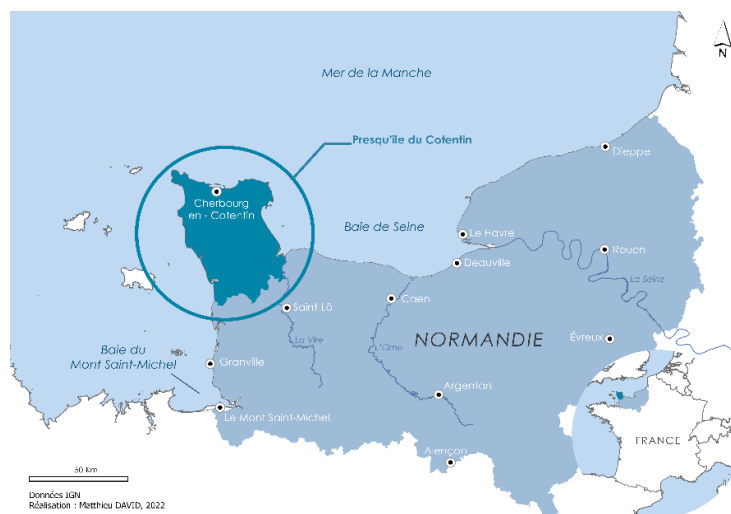 N
Mer de la Manche
Presqu'île du Cotentin
Dieppe
Cherbourg
en - Cotentin
Baie de Seine
Le Havre
Rouen
Deauville
La Seine
Caen
Saint-Lô
NORMANDIE
Évreux
La Vire
L'Orne
Baie du
Mont Saint-Michel
Granville
Argentan
Le Mont Saint-Michel
FRANCE
Alençon
50 Km
Données IGN
Réalisation : Matthieu DAVID, 2022